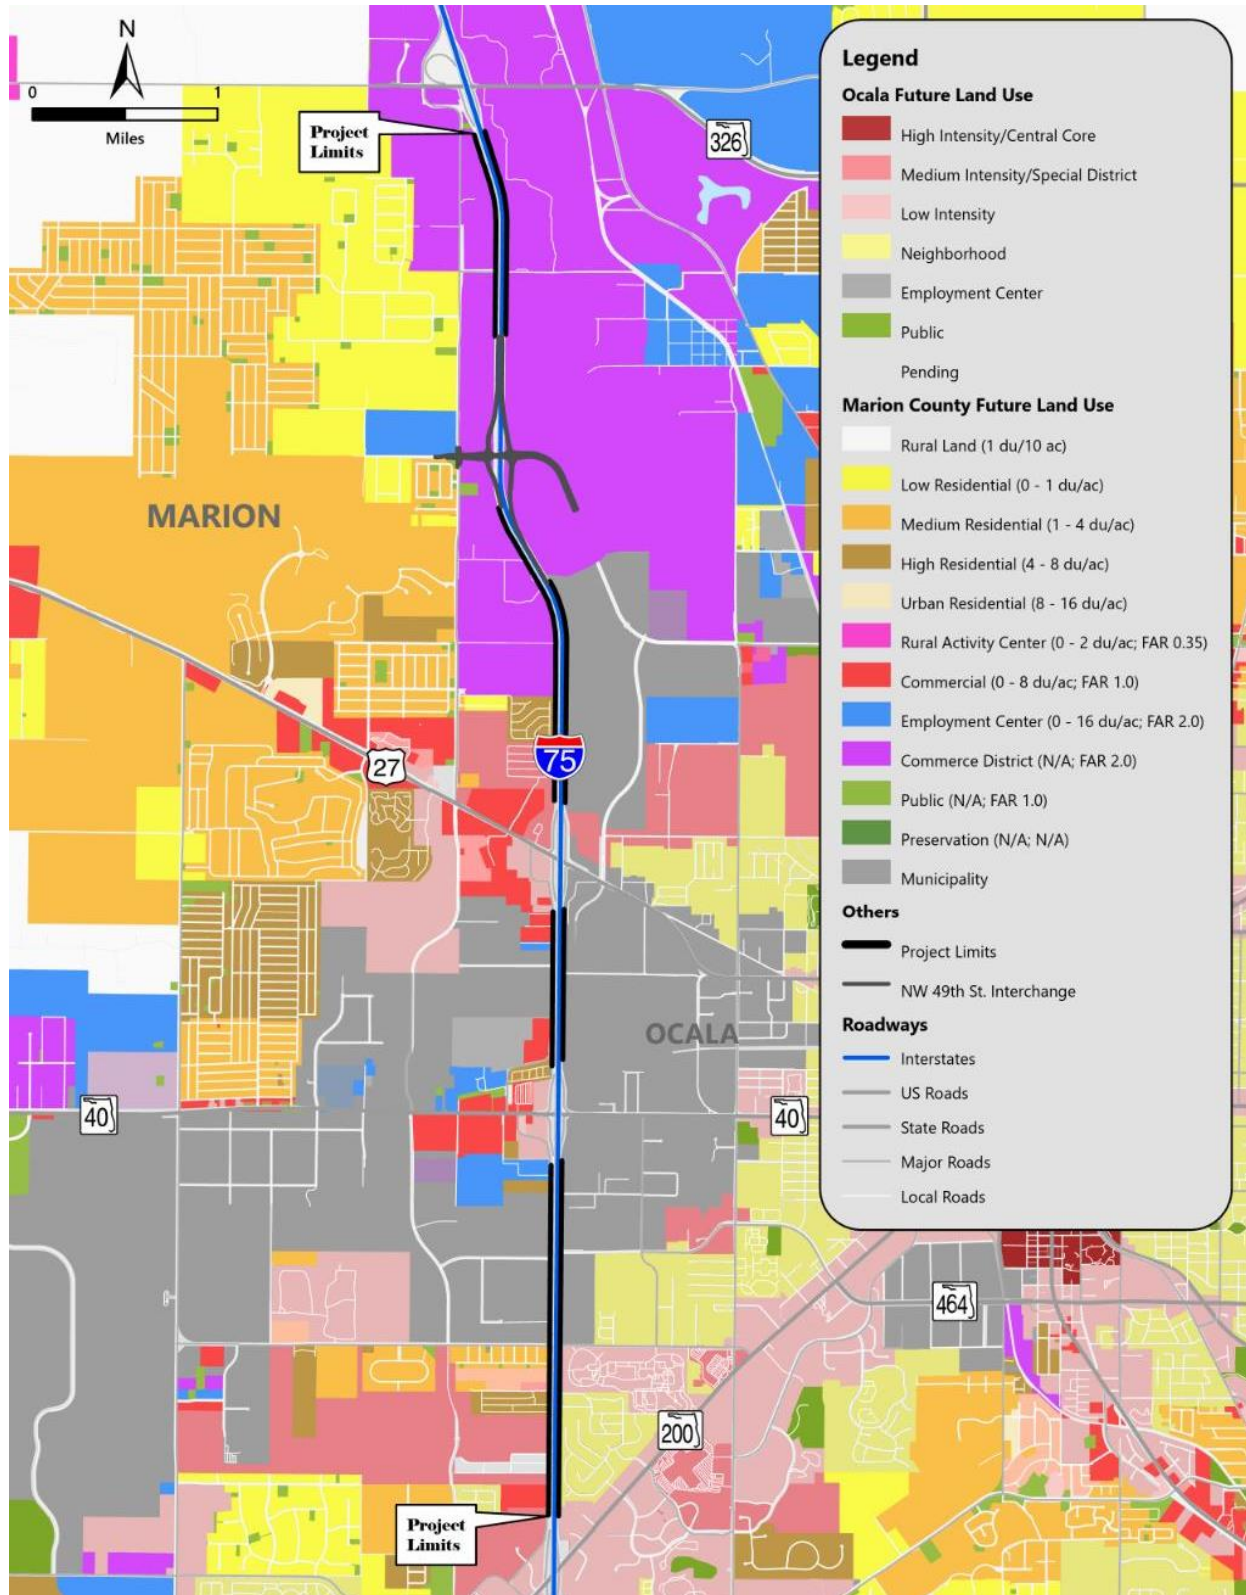 N
0 1
Miles
Project
Limits
326
MARION
27
75
OCALA
40
40
464
200
Project
Limits
Legend
Ocala Future Land Use
High Intensity/Central Core
Medium Intensity/Special District
Low Intensity
Neighborhood
Employment Center
Public
Pending
Marion County Future Land Use
Rural Land (1 du/10 ac)
Low Residential (0 - 1 du/ac)
Medium Residential (1 - 4 du/ac)
High Residential (4 - 8 du/ac)
Urban Residential (8 - 16 du/ac)
Rural Activity Center (0 - 2 du/ac; FAR 0.35)
Commercial (0 - 8 du/ac; FAR 1.0)
Employment Center (0 - 16 du/ac; FAR 2.0)
Commerce District (N/A; FAR 2.0)
Public (N/A; FAR 1.0)
Preservation (N/A; N/A)
Municipality
Others
Project Limits
NW 49th St. Interchange
Roadways
Interstates
US Roads
State Roads
Major Roads
Local Roads